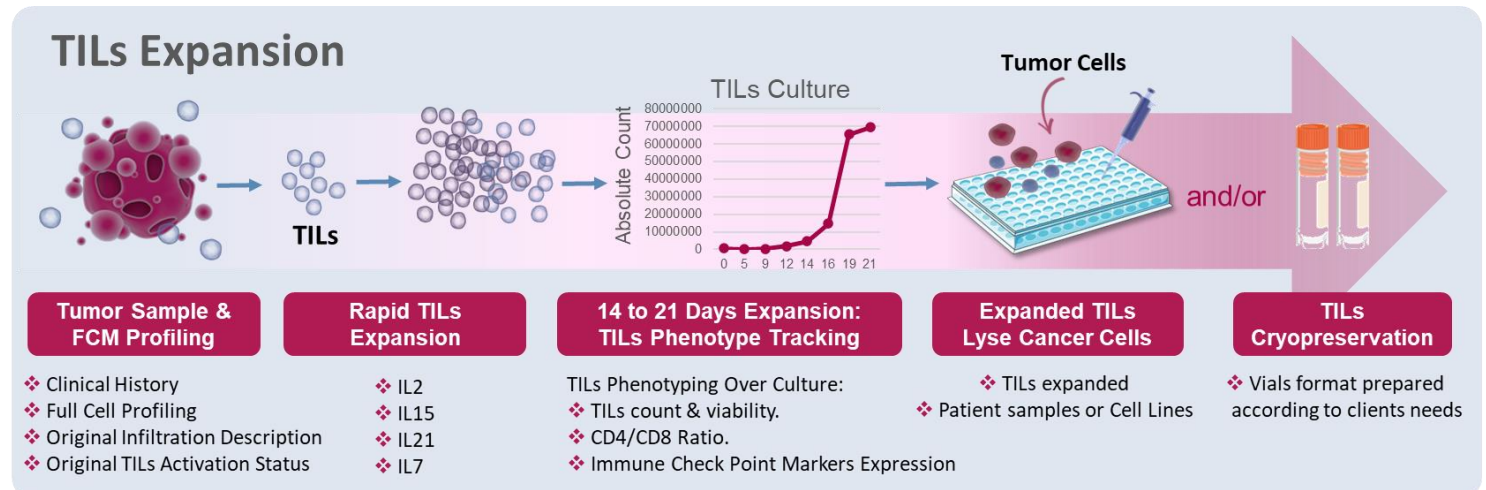 TILs Expansion
TILs
TILs Culture
Absolute Count
80000000
70000000
60000000
50000000
40000000
30000000
20000000
10000000
0
0 5 9 12 14 16 19 21
Tumor Cells
and/or
Tumor Sample &
FCM Profiling
❖ Clinical History
❖ Full Cell Profiling
❖ Original Infiltration Description
❖ Original TILs Activation Status
Rapid TILs
Expansion
❖ IL2
❖ IL15
❖ IL21
❖ IL7
14 to 21 Days Expansion:
TILs Phenotype Tracking
TILs Phenotyping Over Culture:
❖ TILs count & viability.
❖ CD4/CD8 Ratio.
❖ Immune Check Point Markers Expression
Expanded TILs
Lyse Cancer Cells
❖ TILs expanded
❖ Patient samples or Cell Lines
TILs
Cryopreservation
❖ Vials format prepared
according to clients needs